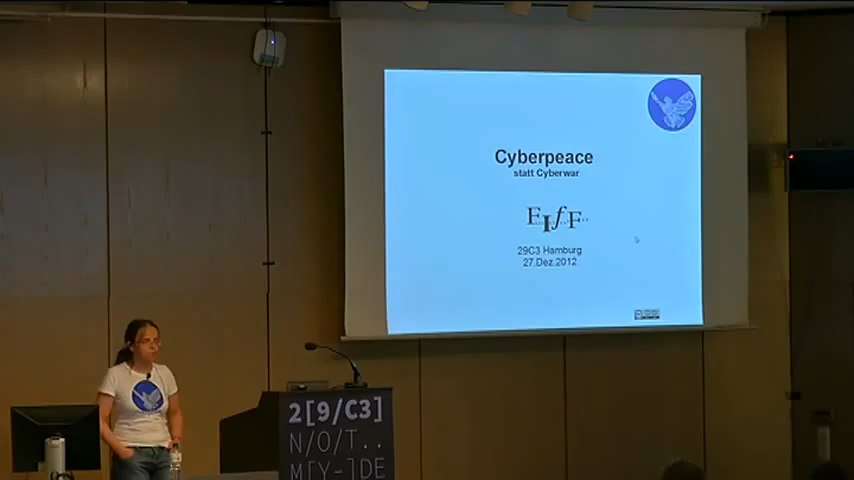 Cyberpeace
statt Cyberwar
FIfF
29C3 Hamburg
27.Dez.2012
2[9/C3]
N/O/T..
M[Y-]DE